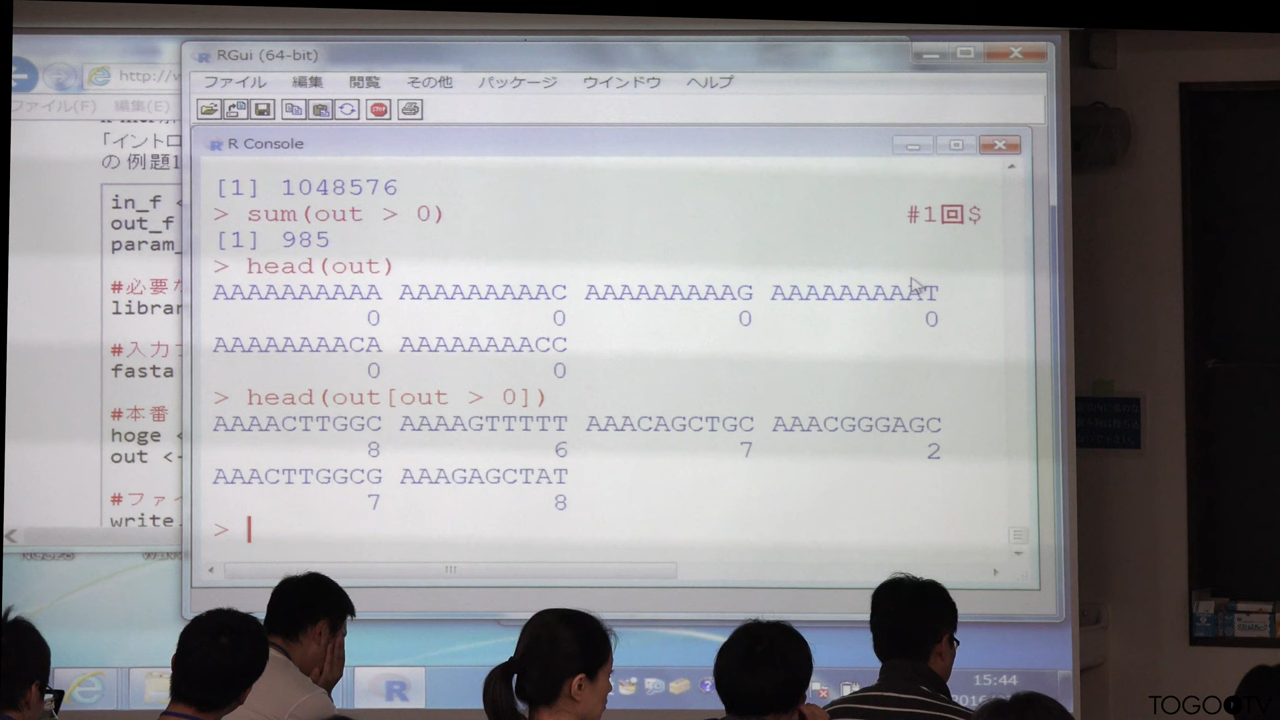 RGui (64-bit)
http://w
ファイル 編集 閲覧 その他 パッケージ ウインドウ ヘルプ
ファイル(F) 編集(E)
R Console
「イントロ
の 例題1
in_f <
out_f
param_
#必要な
librar
#入力フ
fasta
#本番
hoge <
out <-
#ファイ
write.
[1] 1048576
> sum(out > 0) #1回$
[1] 985
> head(out)
AAAAAAAAAA AAAAAAAAAC AAAAAAAAAG AAAAAAAAAT
0 0 0 0
AAAAAAAACA AAAAAAAACC
0 0
> head(out[out > 0])
AAAACTTGGC AAAAGTTTTT AAACAGCTGC AAACGGGAGC
8 6 7 2
AAACTTGGCG AAAGAGCTAT
7 8
>
15:44
2016/
TOGOTV